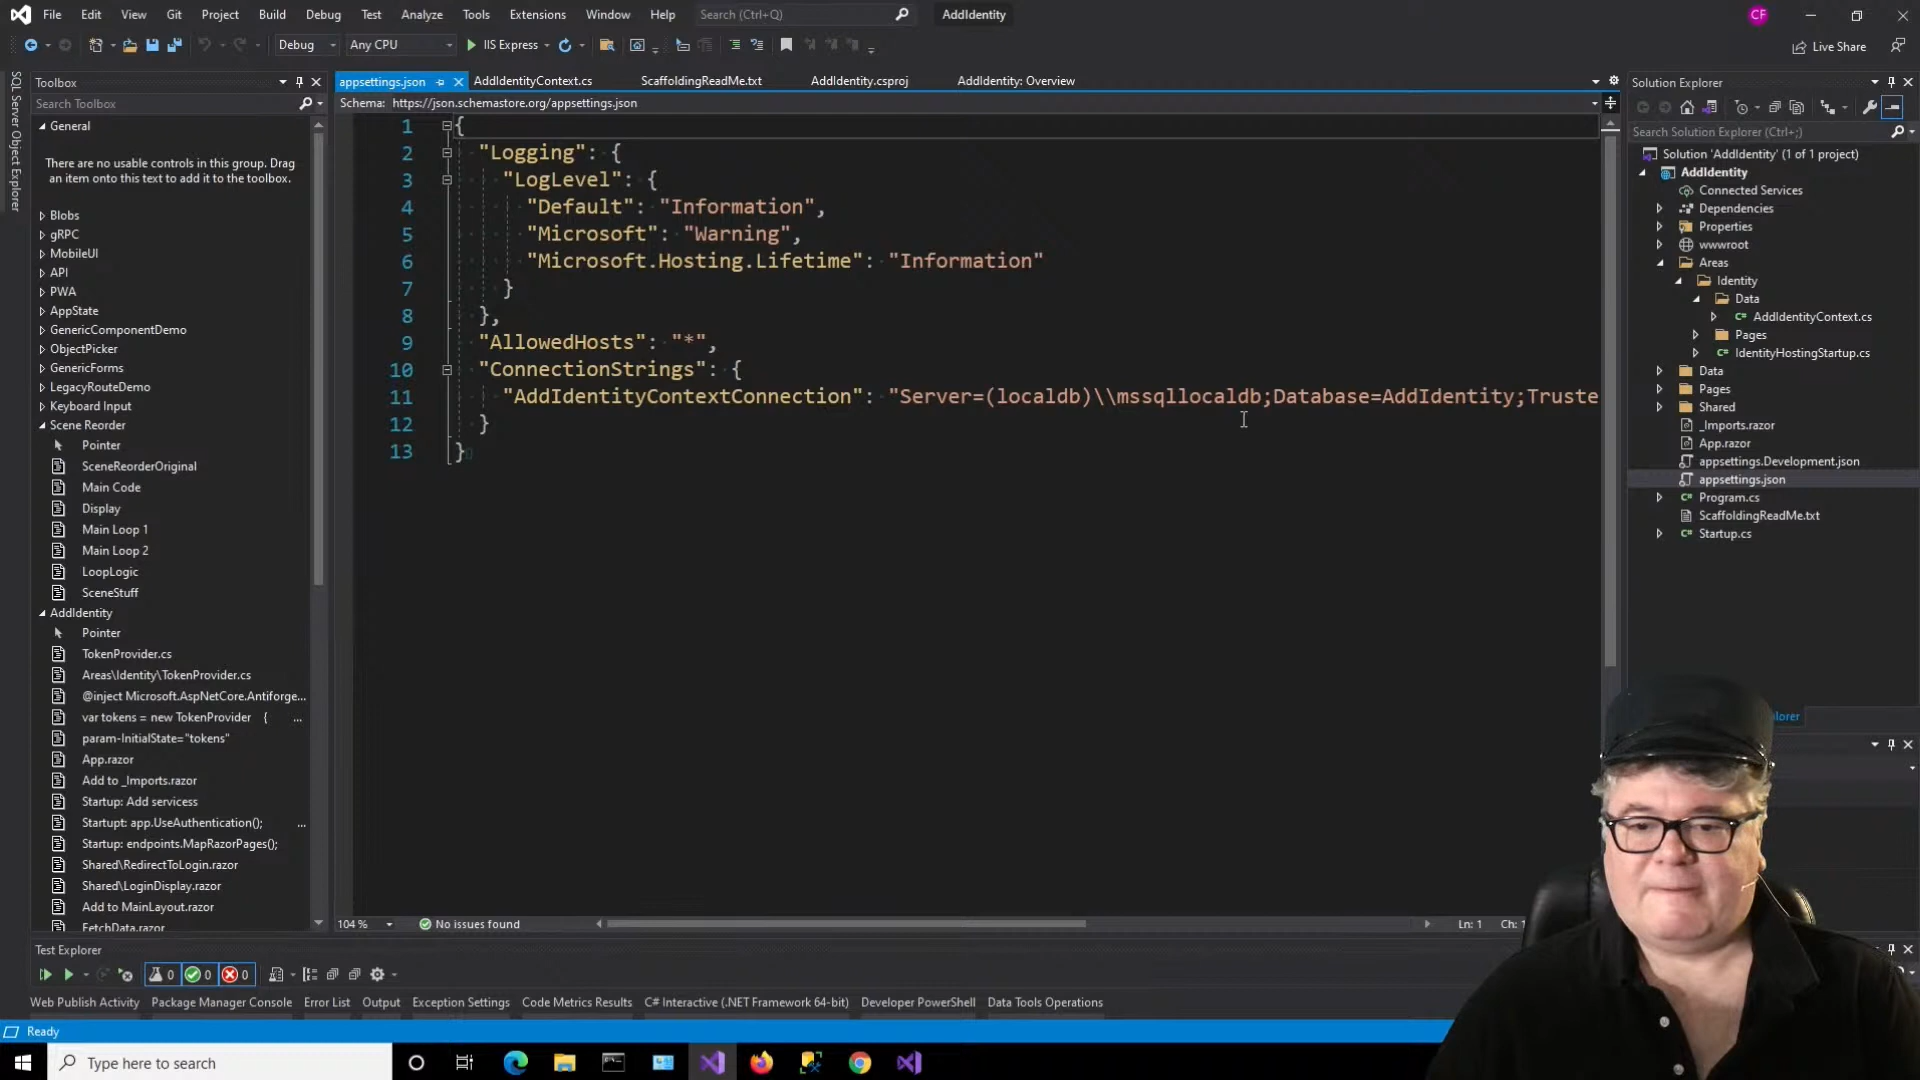 File Edit View Git Project Build Debug Test Analyze Tools Extensions Window Help Search (Ctrl+Q) AddIdentity CF
Debug Any CPU IIS Express Live Share
SQL Server Object Explorer
Toolbox
Search Toolbox
General
There are no usable controls in this group. Drag
an item onto this text to add it to the toolbox.
Blobs
gRPC
MobileUI
API
PWA
AppState
GenericComponentDemo
ObjectPicker
GenericForms
LegacyRouteDemo
Keyboard Input
Scene Reorder
Pointer
SceneReorderOriginal
Main Code
Display
Main Loop 1
Main Loop 2
LoopLogic
SceneStuff
AddIdentity
Pointer
TokenProvider.cs
Areas\Identity\TokenProvider.cs
@inject Microsoft.AspNetCore.Antiforge...
var tokens = new TokenProvider { ...
param-InitialState="tokens"
App.razor
Add to _Imports.razor
Startup: Add servicess
Startupt: app.UseAuthentication(); ...
Startup: endpoints.MapRazorPages();
Shared\RedirectToLogin.razor
Shared\LoginDisplay.razor
Add to MainLayout.razor
FetchData.razor
appsettings.json AddIdentityContext.cs ScaffoldingReadMe.txt AddIdentity.csproj AddIdentity: Overview
Schema: https://json.schemastore.org/appsettings.json
1 {
2 "Logging": {
3 "LogLevel": {
4 "Default": "Information",
5 "Microsoft": "Warning",
6 "Microsoft.Hosting.Lifetime": "Information"
7 }
8 },
9 "AllowedHosts": "*",
10 "ConnectionStrings": {
11 "AddIdentityContextConnection": "Server=(localdb)\\mssqllocaldb;Database=AddIdentity;Truste
12 }
13 }
104 % No issues found Ln: 1 Ch: 1
Solution Explorer
Search Solution Explorer (Ctrl+;)
Solution 'AddIdentity' (1 of 1 project)
AddIdentity
Connected Services
Dependencies
Properties
wwwroot
Areas
Identity
Data
AddIdentityContext.cs
Pages
IdentityHostingStartup.cs
Data
Pages
Shared
_Imports.razor
App.razor
appsettings.Development.json
appsettings.json
Program.cs
ScaffoldingReadMe.txt
Startup.cs
plorer
Test Explorer
0 0 0
Web Publish Activity Package Manager Console Error List Output Exception Settings Code Metrics Results C# Interactive (.NET Framework 64-bit) Developer PowerShell Data Tools Operations
Ready
Type here to search